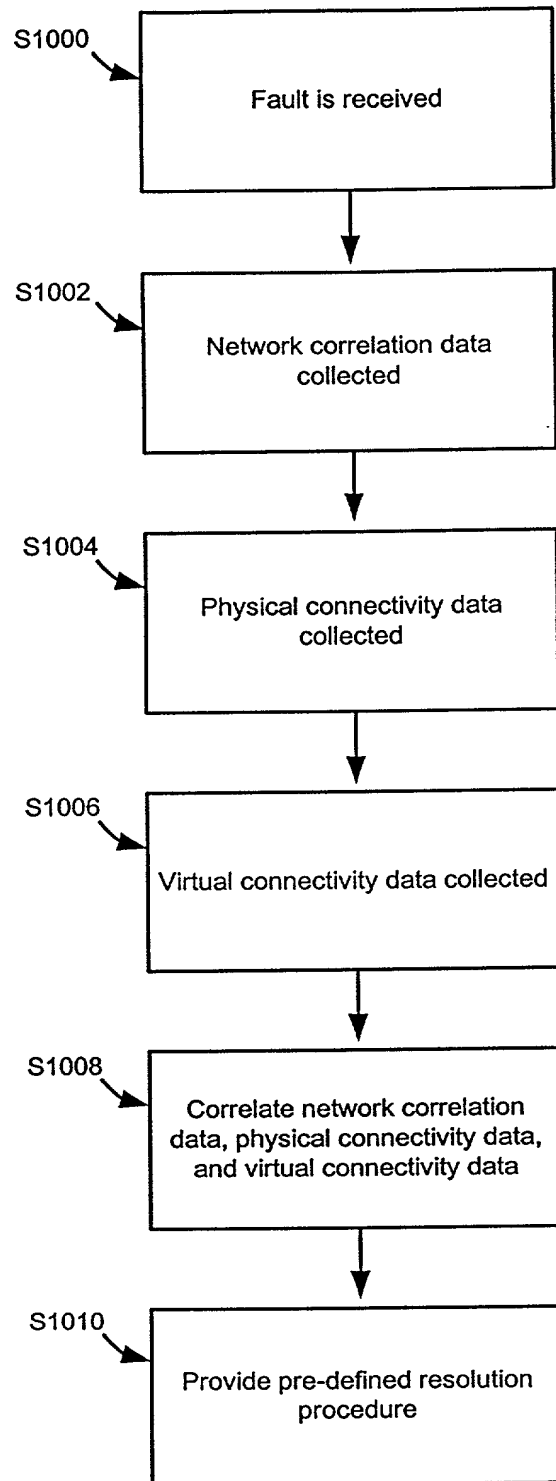 S1000
Fault is received
S1002
Network correlation data
collected
S1004
Physical connectivity data
collected
S1006
Virtual connectivity data collected
S1008
Correlate network correlation
data, physical connectivity data,
and virtual connectivity data
S1010
Provide pre-defined resolution
procedure